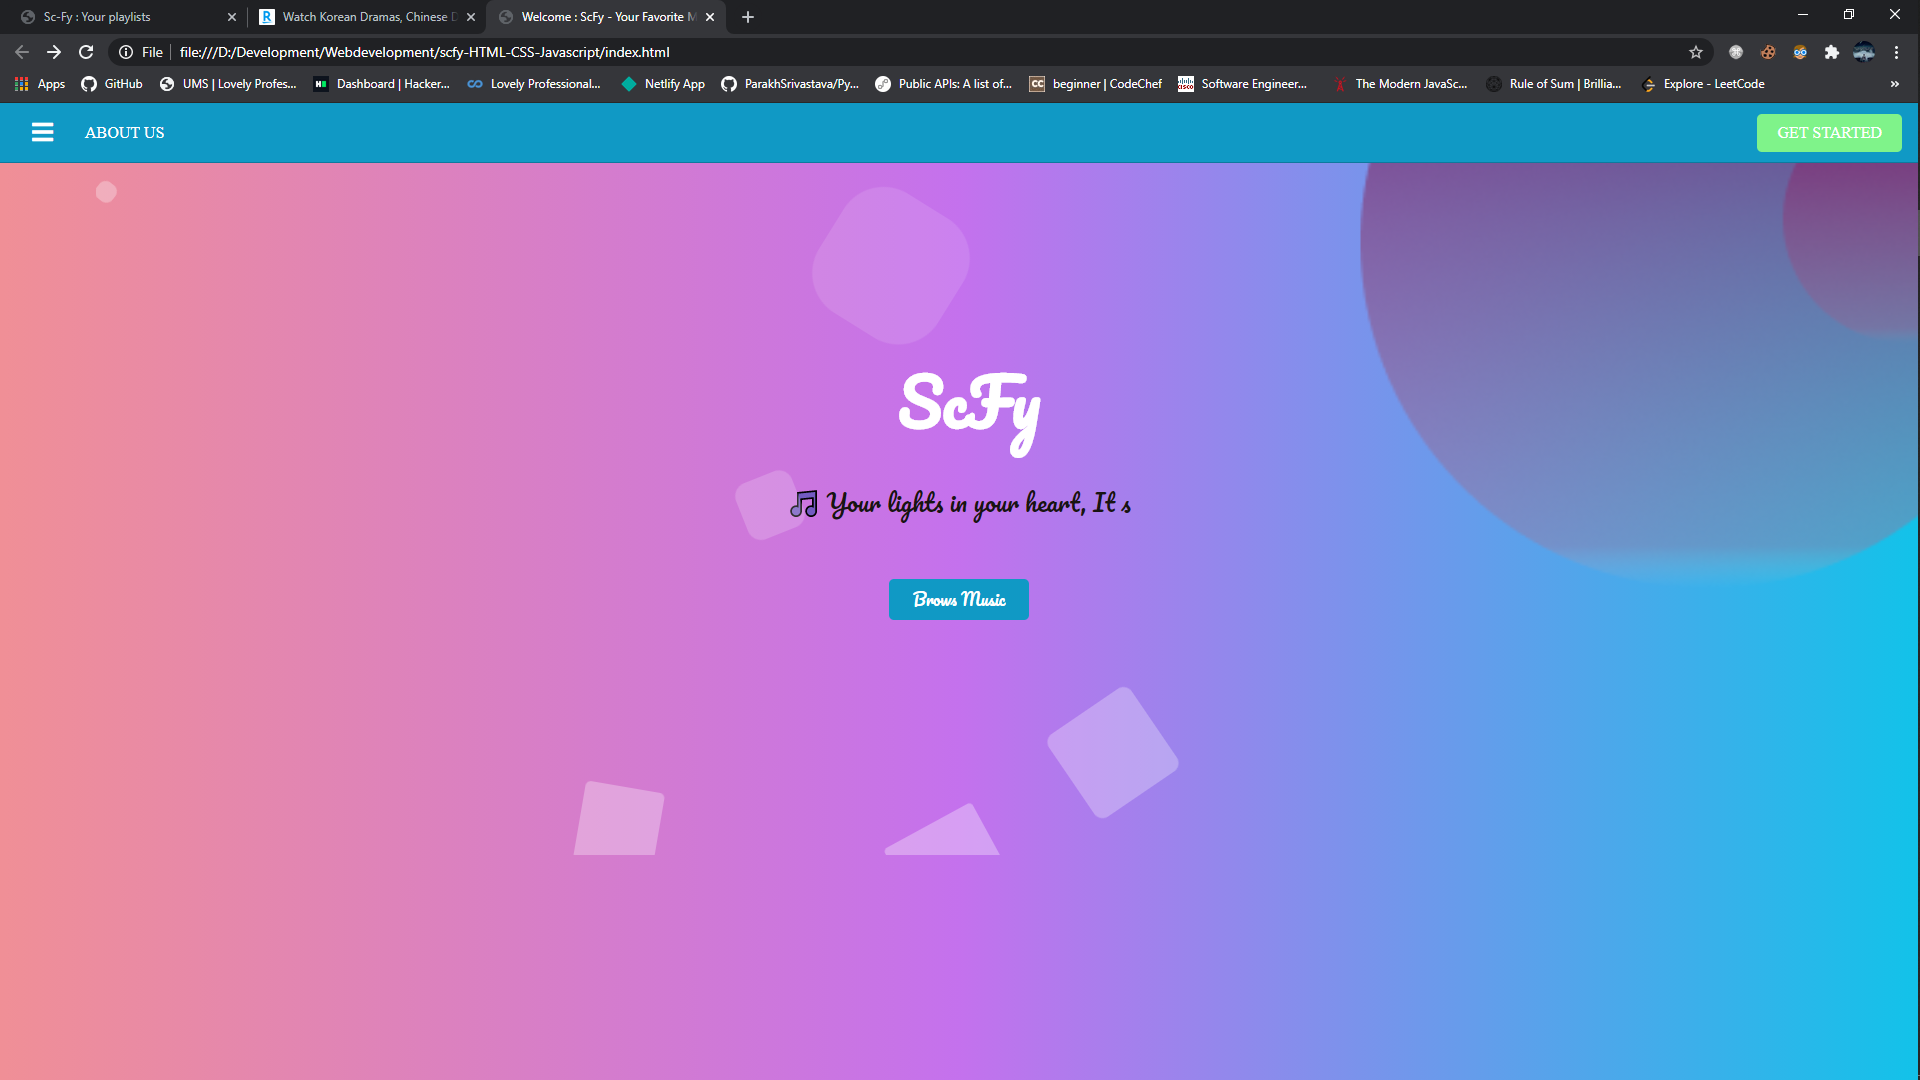 Sc-Fy : Your playlists
Watch Korean Dramas, Chinese D
Welcome : ScFy - Your Favorite M
File
file:///D:/Development/Webdevelopment/scfy-HTML-CSS-Javascript/index.html
Apps GitHub UMS | Lovely Profes... Dashboard | Hacker... Lovely Professional... Netlify App ParakhSrivastava/Py... Public APIs: A list of... CC beginner | CodeChef Software Engineer... The Modern JavaSc... Rule of Sum | Brillia... Explore - LeetCode »
ABOUT US
GET STARTED
ScFy
🎵 Your lights in your heart, It s
Brows Music